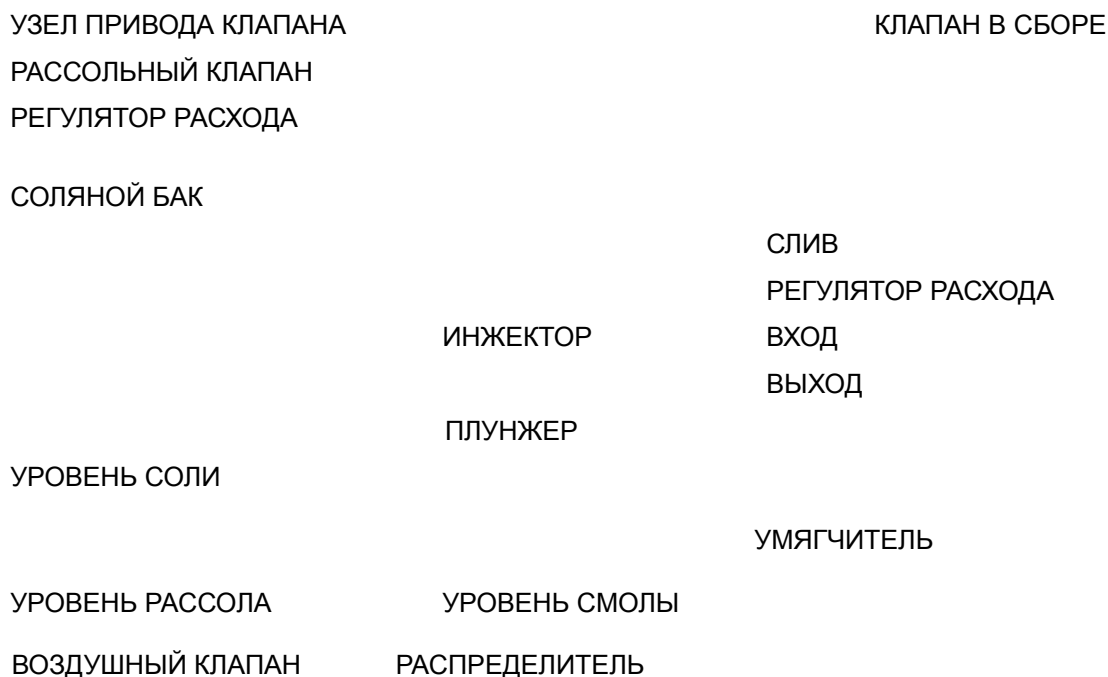 УЗЕЛ ПРИВОДА КЛАПАНА КЛАПАН В СБОРЕ
РАССОЛЬНЫЙ КЛАПАН
РЕГУЛЯТОР РАСХОДА
СОЛЯНОЙ БАК
СЛИВ
РЕГУЛЯТОР РАСХОДА
ИНЖЕКТОР ВХОД
ВЫХОД
ПЛУНЖЕР
УРОВЕНЬ СОЛИ
УМЯГЧИТЕЛЬ
УРОВЕНЬ РАССОЛА УРОВЕНЬ СМОЛЫ
ВОЗДУШНЫЙ КЛАПАН РАСПРЕДЕЛИТЕЛЬ